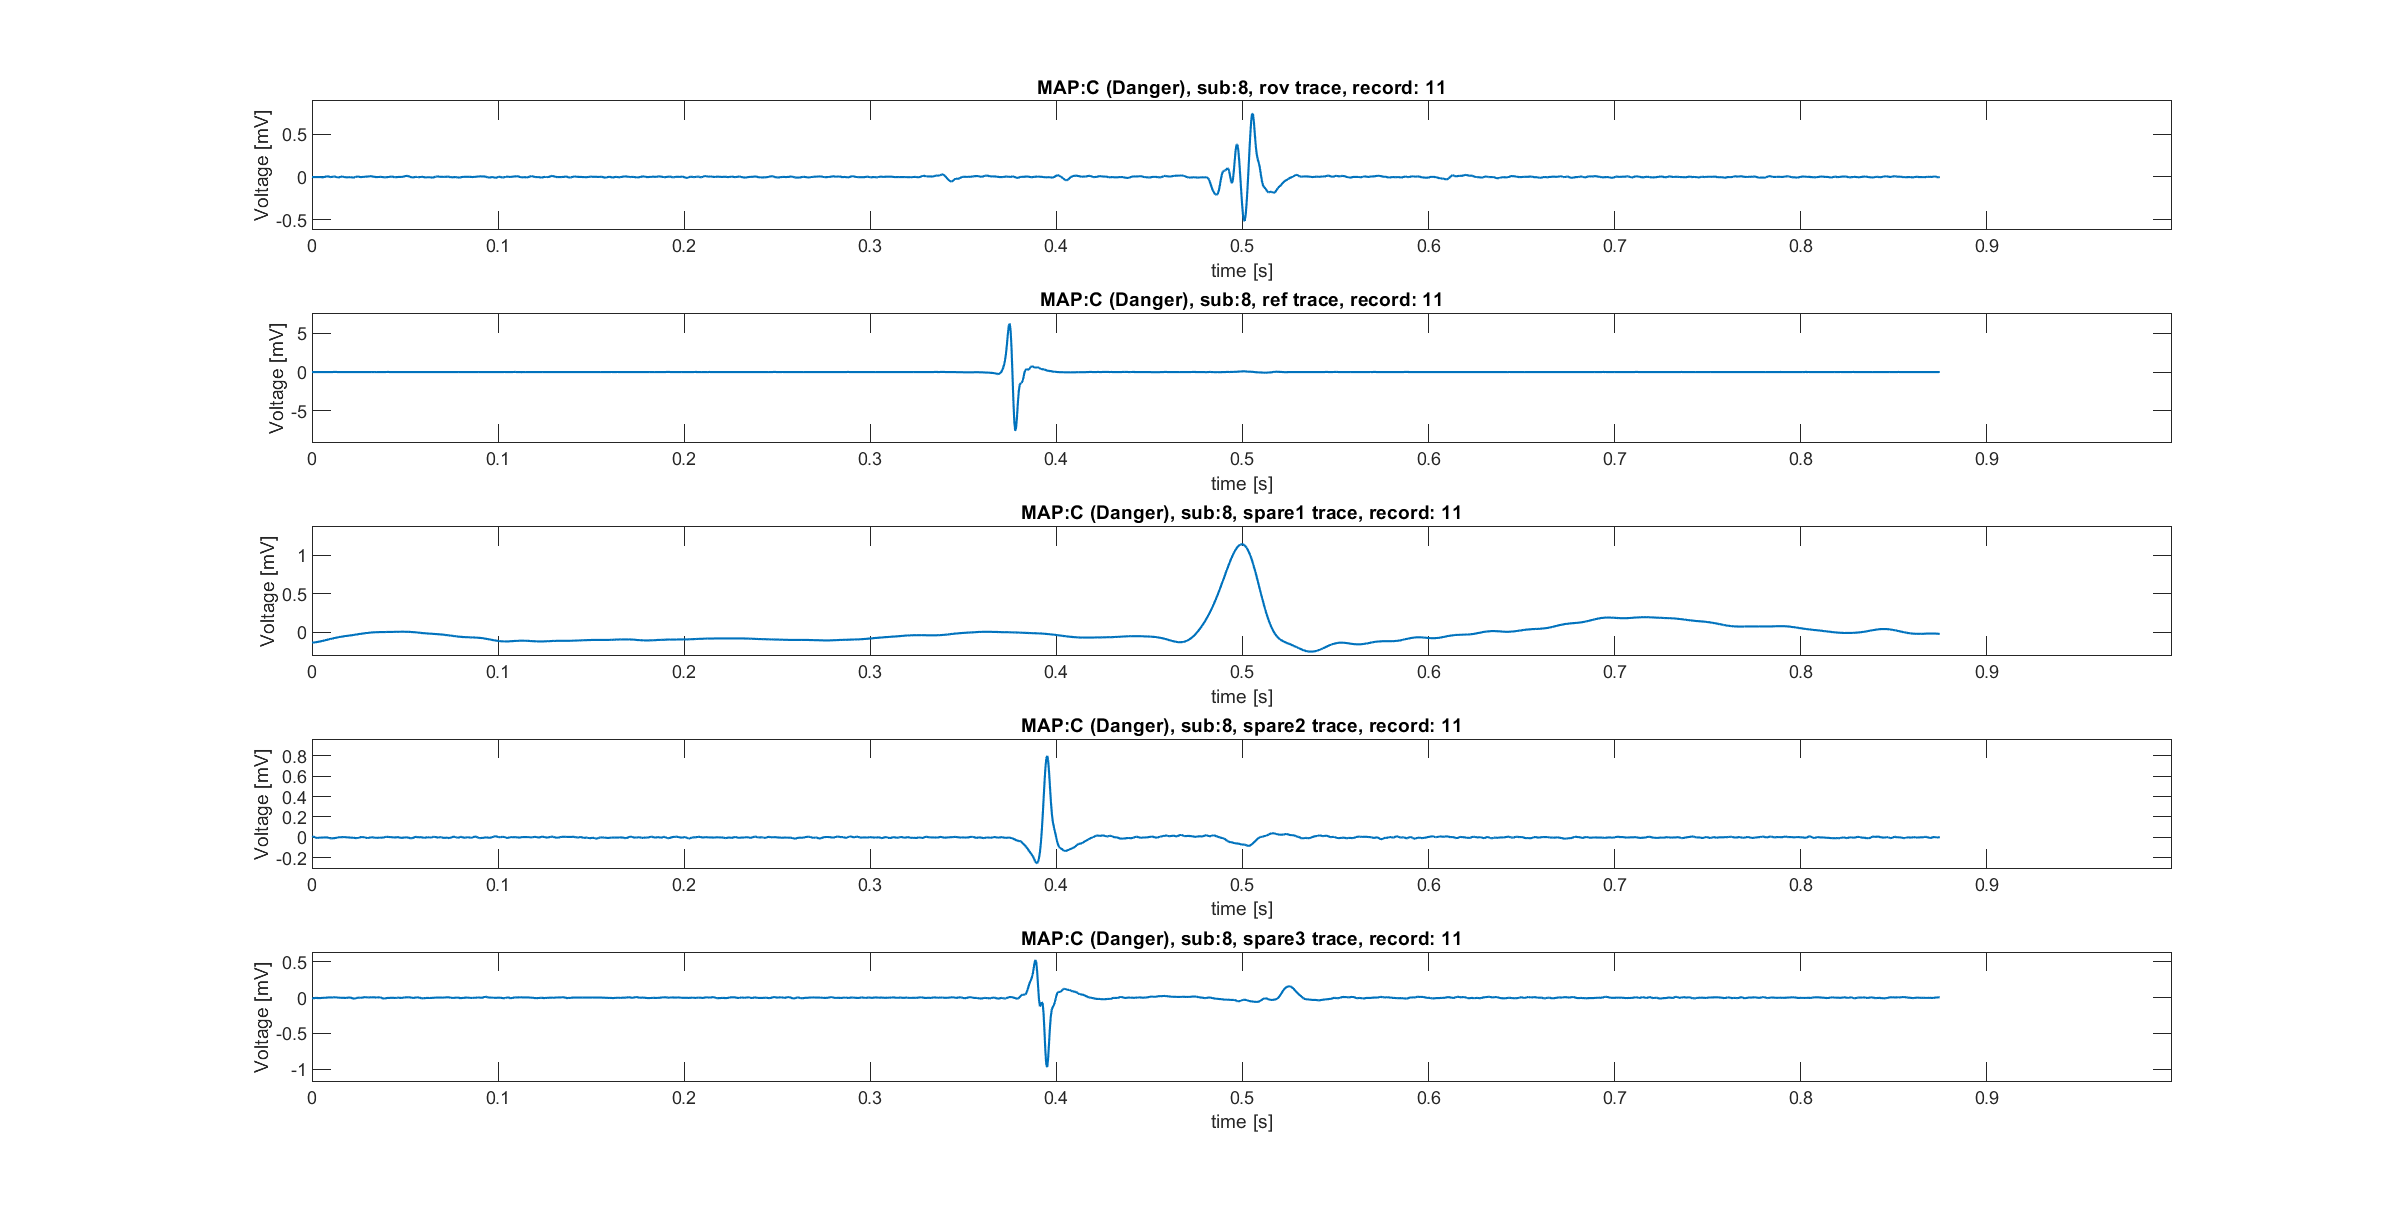 MAP:C (Danger), sub:8, rov trace, record: 11
Voltage [mV]
0.5
0
-0.5
0 0.1 0.2 0.3 0.4 0.5 0.6 0.7 0.8 0.9
time [s]
MAP:C (Danger), sub:8, ref trace, record: 11
Voltage [mV]
5
0
-5
0 0.1 0.2 0.3 0.4 0.5 0.6 0.7 0.8 0.9
time [s]
MAP:C (Danger), sub:8, spare1 trace, record: 11
Voltage [mV]
1
0.5
0
0 0.1 0.2 0.3 0.4 0.5 0.6 0.7 0.8 0.9
time [s]
MAP:C (Danger), sub:8, spare2 trace, record: 11
Voltage [mV]
0.8
0.6
0.4
0.2
0
-0.2
0 0.1 0.2 0.3 0.4 0.5 0.6 0.7 0.8 0.9
time [s]
MAP:C (Danger), sub:8, spare3 trace, record: 11
Voltage [mV]
0.5
0
-0.5
-1
0 0.1 0.2 0.3 0.4 0.5 0.6 0.7 0.8 0.9
time [s]